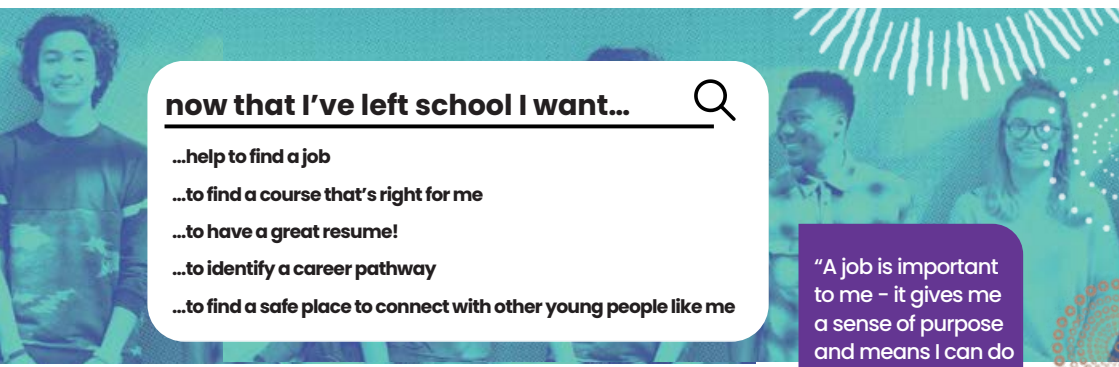 now that I’ve left school I want...
...help to find a job
...to find a course that’s right for me
...to have a great resume!
...to identify a career pathway
...to find a safe place to connect with other young people like me
“A job is important
to me - it gives me
a sense of purpose
and means I can do